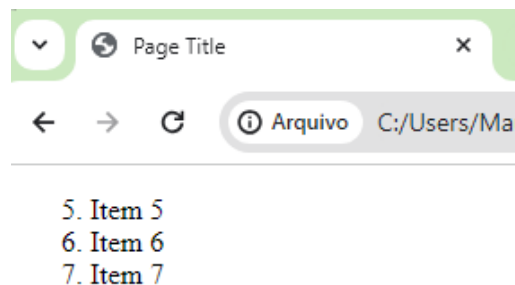 Page Title
Arquivo C:/Users/Ma
5. Item 5
6. Item 6
7. Item 7